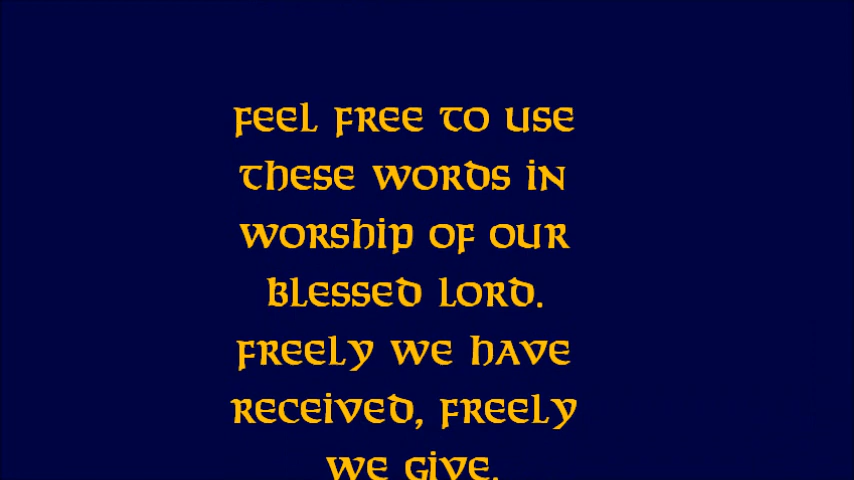 Feel free to use
these words in
worship of our
blessed Lord.
Freely we have
received, freely
we give.